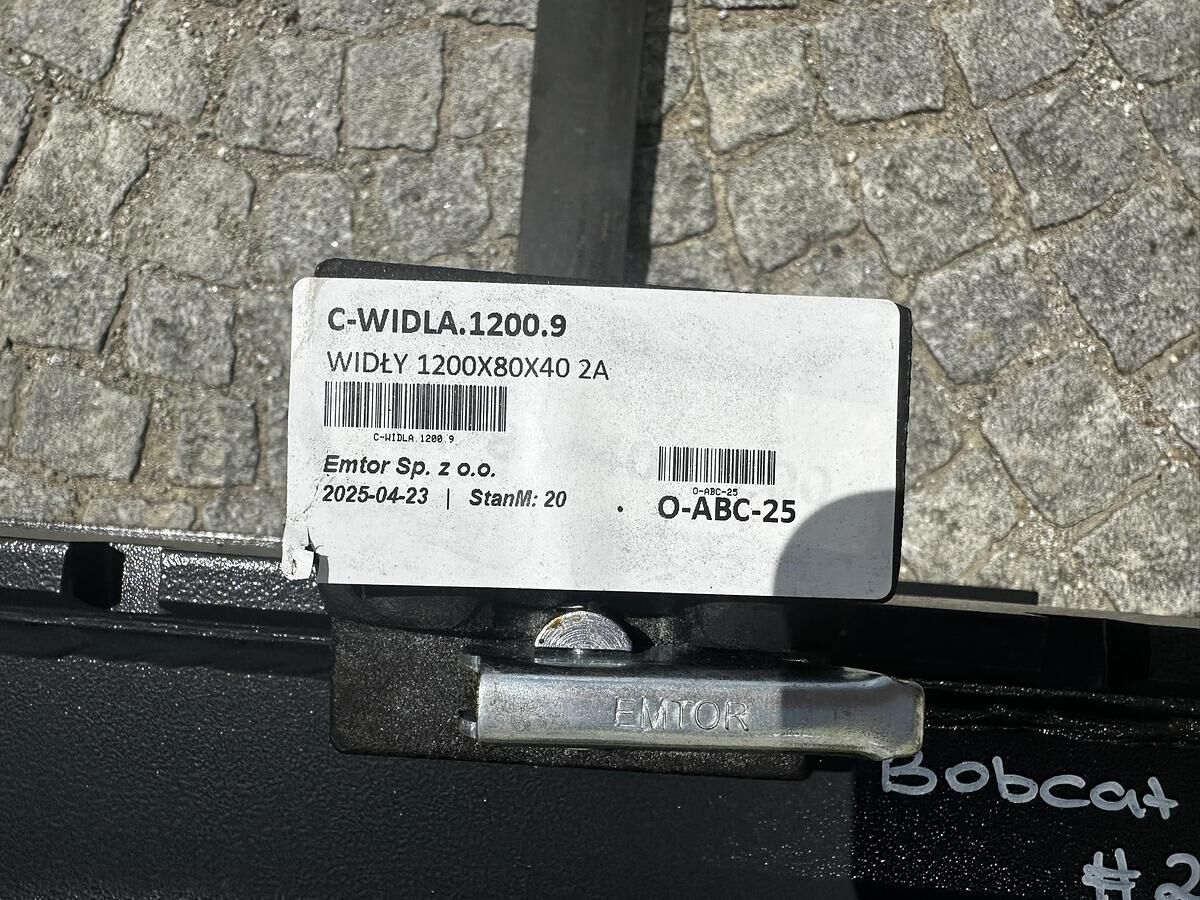 C-WIDLA.1200.9
WIDŁY 1200X80X40 2A
C-WIDLA.1200.9
Emtor Sp. z o.o.
2025-04-23 | StanM: 20
O-ABC-25
. O-ABC-25
EMTOR
Bobcat
#2